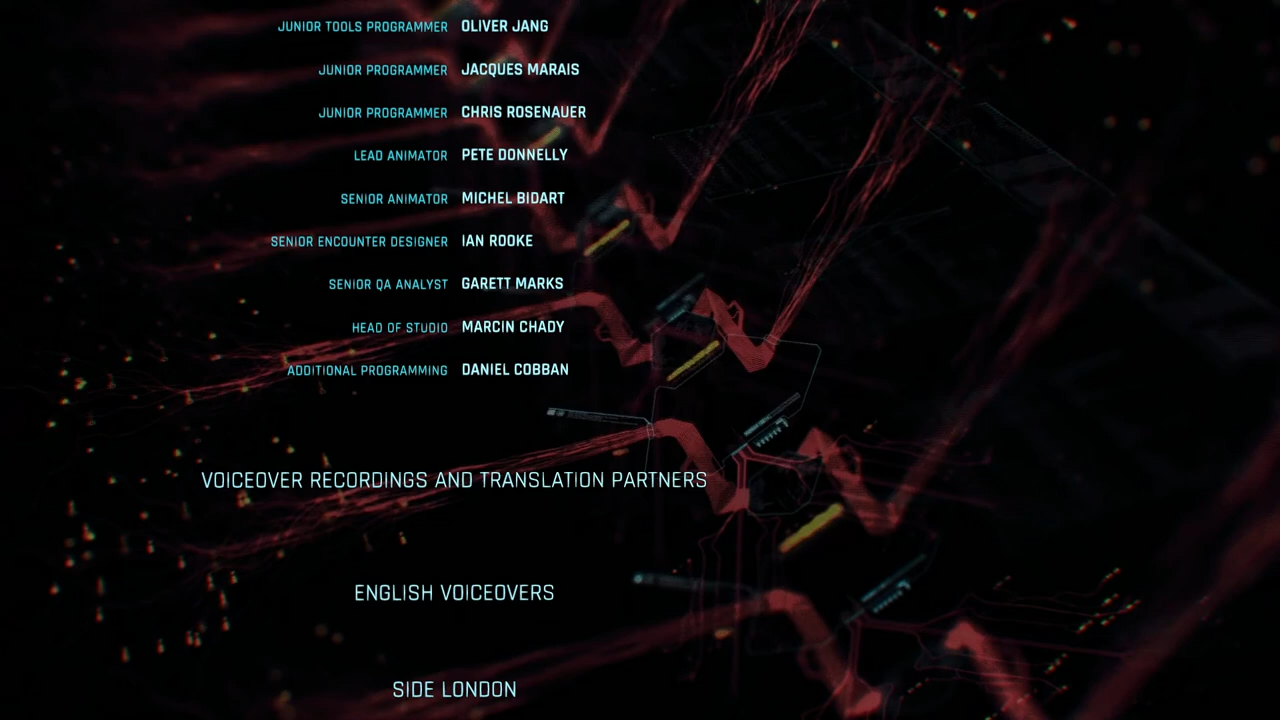 JUNIOR TOOLS PROGRAMMER OLIVER JANG
JUNIOR PROGRAMMER JACQUES MARAIS
JUNIOR PROGRAMMER CHRIS ROSENAUER
LEAD ANIMATOR PETE DONNELLY
SENIOR ANIMATOR MICHEL BIDART
SENIOR ENCOUNTER DESIGNER IAN ROOKE
SENIOR QA ANALYST GARETT MARKS
HEAD OF STUDIO MARCIN CHADY
ADDITIONAL PROGRAMMING DANIEL COBBAN
VOICEOVER RECORDINGS AND TRANSLATION PARTNERS
ENGLISH VOICEOVERS
SIDE LONDON